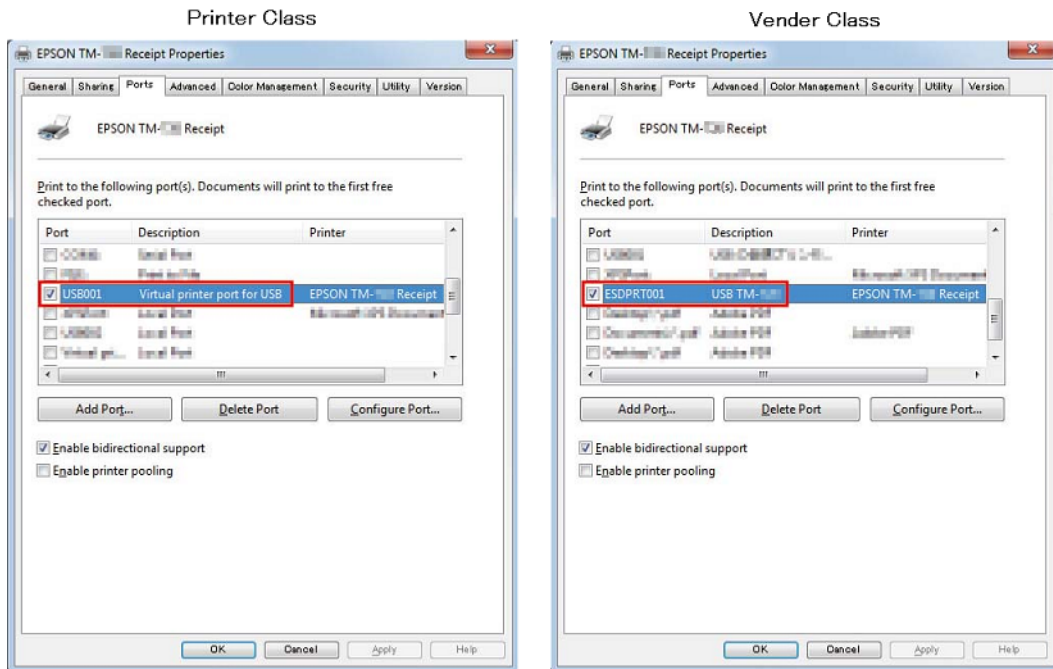 Printer Class
EPSON TM- Receipt Properties
General Sharing Ports Advanced Color Management Security Utility Version
EPSON TM- Receipt
Print to the following port(s). Documents will print to the first free
checked port.
Port Description Printer
USB001 Virtual printer port for USB EPSON TM- Receipt
Add Port... Delete Port Configure Port...
Enable bidirectional support
Enable printer pooling
OK Cancel Apply Help
Vender Class
EPSON TM- Receipt Properties
General Sharing Ports Advanced Color Management Security Utility Version
EPSON TM- Receipt
Print to the following port(s). Documents will print to the first free
checked port.
Port Description Printer
ESDPRT001 USB TM- EPSON TM- Receipt
Add Port... Delete Port Configure Port...
Enable bidirectional support
Enable printer pooling
OK Cancel Apply Help